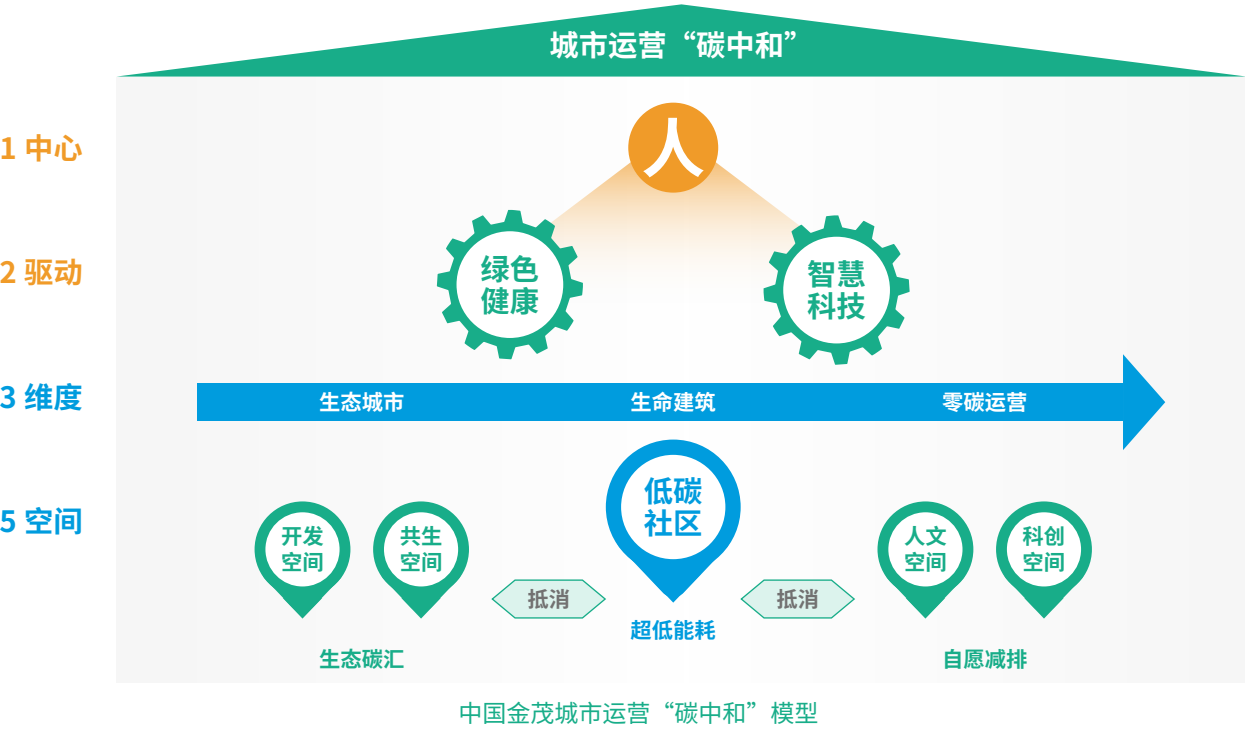 城市运营“碳中和”
1 中心
人
2 驱动
绿色
健康
智慧
科技
3 维度
生态城市
生命建筑
零碳运营
5 空间
开发
空间
共生
空间
抵消
低碳
社区
抵消
人文
空间
科创
空间
超低能耗
生态碳汇
自愿减排
中国金茂城市运营“碳中和”模型